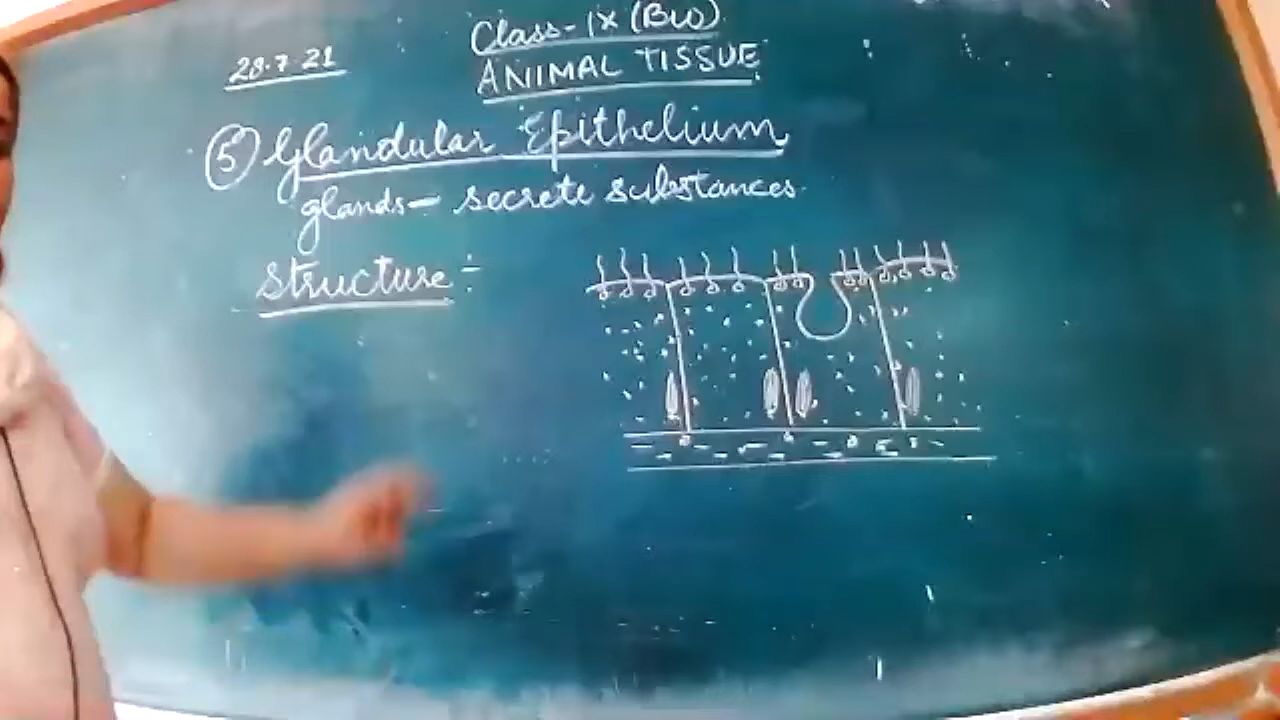 Class-IX (Bio)
28.7 21
ANIMAL TISSUE
⑤ Glandular Epithelium
glands- secrete substances
Structure:-